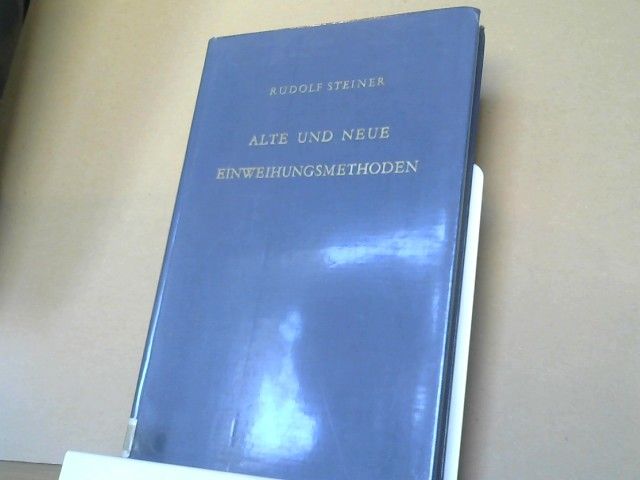 RUDOLF STEINER
ALTE UND NEUE
EINWEIHUNGSMETHODEN